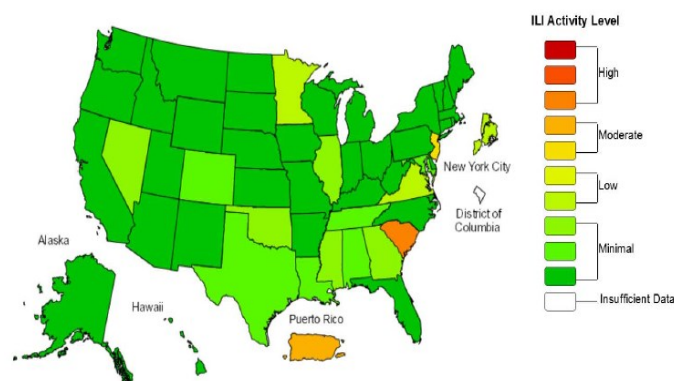 ILI Activity Level
High
Moderate
Low
Minimal
Insufficient Data
New York City
District of
Columbia
Alaska
Hawaii
Puerto Rico